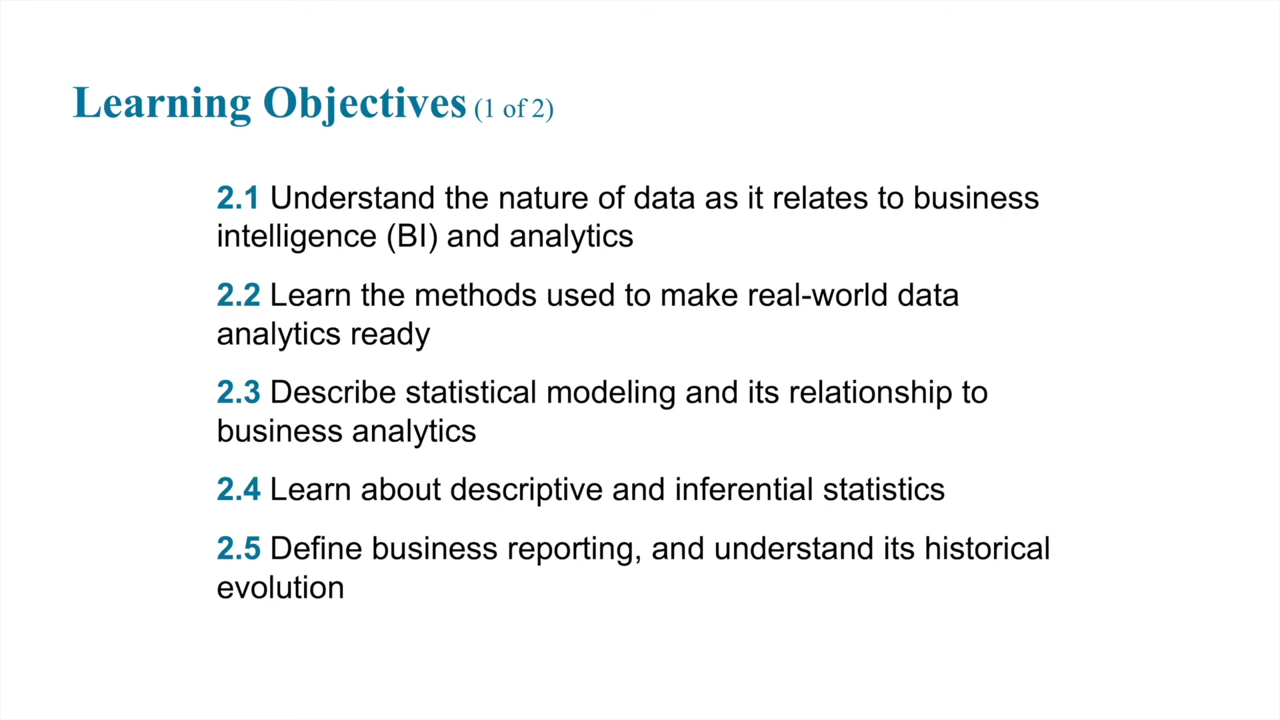 Learning Objectives (1 of 2)
2.1 Understand the nature of data as it relates to business
intelligence (BI) and analytics
2.2 Learn the methods used to make real-world data
analytics ready
2.3 Describe statistical modeling and its relationship to
business analytics
2.4 Learn about descriptive and inferential statistics
2.5 Define business reporting, and understand its historical
evolution